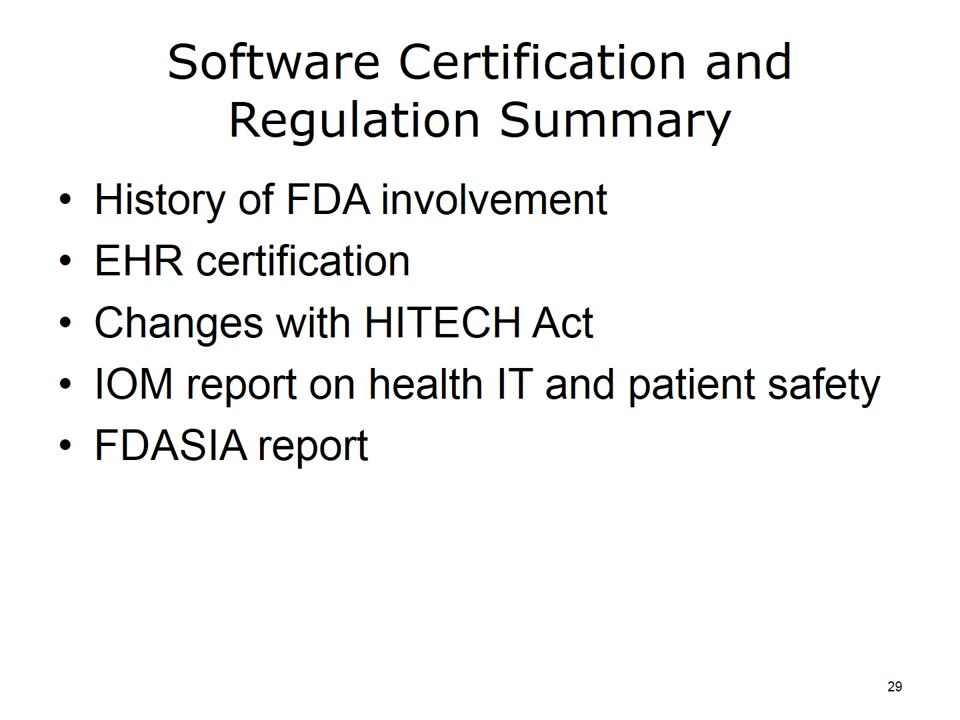 Software Certification and
Regulation Summary
• History of FDA involvement
• EHR certification
• Changes with HITECH Act
• IOM report on health IT and patient safety
• FDASIA report
29